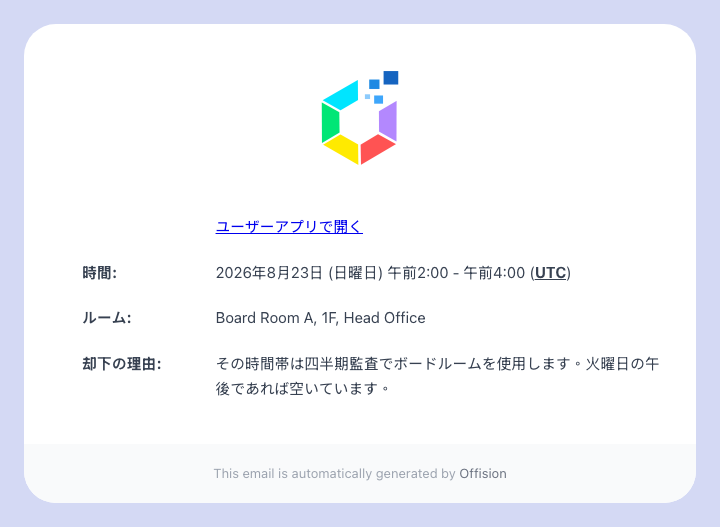 ユーザーアプリで開く
時間: 2026年8月23日 (日曜日) 午前2:00 - 午前4:00 (UTC)
ルーム: Board Room A, 1F, Head Office
却下の理由: その時間帯は四半期監査でボードルームを使用します。火曜日の午
後であれば空いています。
This email is automatically generated by Offision